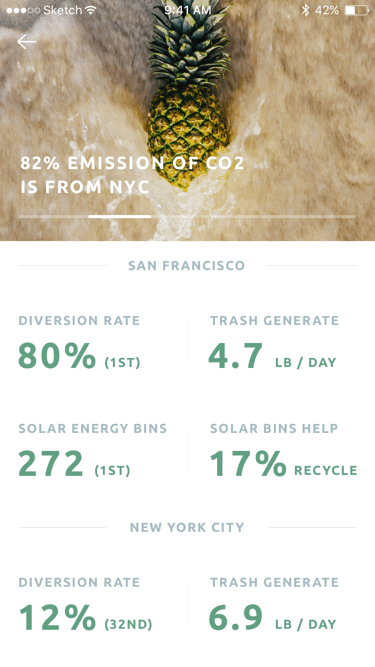 Sketch 9:41 AM 42%
82% EMISSION OF CO2
IS FROM NYC
SAN FRANCISCO
DIVERSION RATE TRASH GENERATE
80% (1ST) 4.7 LB / DAY
SOLAR ENERGY BINS SOLAR BINS HELP
272 (1ST) 17% RECYCLE
NEW YORK CITY
DIVERSION RATE TRASH GENERATE
12% (32ND) 6.9 LB / DAY